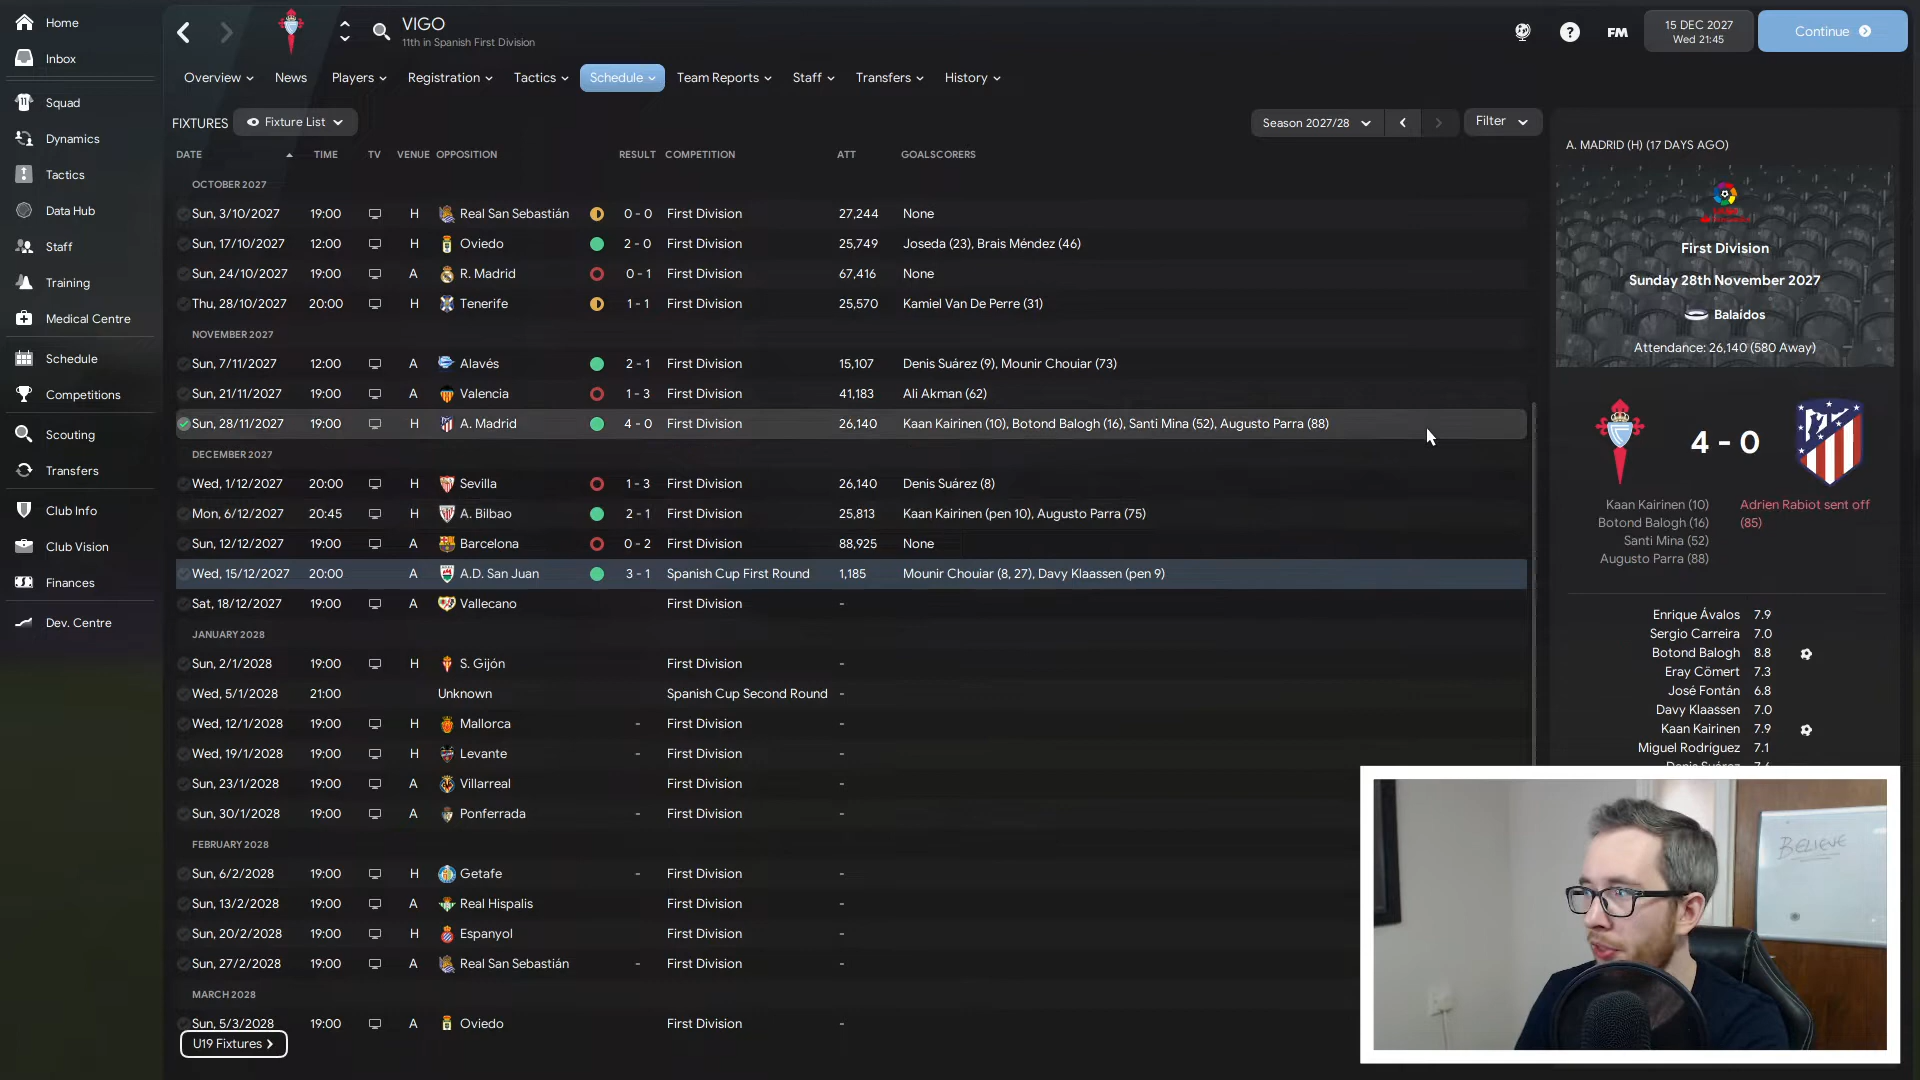 Home
Inbox
Squad
Dynamics
Tactics
Data Hub
Staff
Training
Medical Centre
Schedule
Competitions
Scouting
Transfers
Club Info
Club Vision
Finances
Dev. Centre
VIGO
11th in Spanish First Division
FM
15 DEC 2027
Wed 21:45
Continue
Overview News Players Registration Tactics Schedule Team Reports Staff Transfers History
FIXTURES Fixture List Season 2027/28 Filter
DATE TIME TV VENUE OPPOSITION RESULT COMPETITION ATT GOALSCORERS
OCTOBER 2027
Sun, 3/10/2027 19:00 H Real San Sebastián 0 - 0 First Division 27,244 None
Sun, 17/10/2027 12:00 H Oviedo 2 - 0 First Division 25,749 Joseda (23), Brais Méndez (46)
Sun, 24/10/2027 19:00 A R. Madrid 0 - 1 First Division 67,416 None
Thu, 28/10/2027 20:00 H Tenerife 1 - 1 First Division 25,570 Kamiel Van De Perre (31)
NOVEMBER 2027
Sun, 7/11/2027 12:00 A Alavés 2 - 1 First Division 15,107 Denis Suárez (9), Mounir Chouiar (73)
Sun, 21/11/2027 19:00 A Valencia 1 - 3 First Division 41,183 Ali Akman (62)
Sun, 28/11/2027 19:00 H A. Madrid 4 - 0 First Division 26,140 Kaan Kairinen (10), Botond Balogh (16), Santi Mina (52), Augusto Parra (88)
DECEMBER 2027
Wed, 1/12/2027 20:00 H Sevilla 1 - 3 First Division 26,140 Denis Suárez (8)
Mon, 6/12/2027 20:45 H A. Bilbao 2 - 1 First Division 25,813 Kaan Kairinen (pen 10), Augusto Parra (75)
Sun, 12/12/2027 19:00 A Barcelona 0 - 2 First Division 88,925 None
Wed, 15/12/2027 20:00 A A.D. San Juan 3 - 1 Spanish Cup First Round 1,185 Mounir Chouiar (8, 27), Davy Klaassen (pen 9)
Sat, 18/12/2027 19:00 A Vallecano First Division -
JANUARY 2028
Sun, 2/1/2028 19:00 H S. Gijón First Division -
Wed, 5/1/2028 21:00 Unknown Spanish Cup Second Round -
Wed, 12/1/2028 19:00 H Mallorca - First Division -
Wed, 19/1/2028 19:00 H Levante - First Division -
Sun, 23/1/2028 19:00 A Villarreal First Division -
Sun, 30/1/2028 19:00 A Ponferrada - First Division -
FEBRUARY 2028
Sun, 6/2/2028 19:00 H Getafe - First Division -
Sun, 13/2/2028 19:00 A Real Hispalis First Division -
Sun, 20/2/2028 19:00 H Espanyol First Division -
Sun, 27/2/2028 19:00 A Real San Sebastián - First Division -
MARCH 2028
Sun, 5/3/2028 19:00 A Oviedo First Division -
U19 Fixtures
A. MADRID (H) (17 DAYS AGO)
First Division
Sunday 28th November 2027
Balaídos
Attendance: 26,140 (580 Away)
4 - 0
Kaan Kairinen (10) Adrien Rabiot sent off
Botond Balogh (16) (85)
Santi Mina (52)
Augusto Parra (88)
Enrique Ávalos 7.9
Sergio Carreira 7.0
Botond Balogh 8.8
Eray Cömert 7.3
José Fontán 6.8
Davy Klaassen 7.0
Kaan Kairinen 7.9
Miguel Rodríguez 7.1
BELIEVE